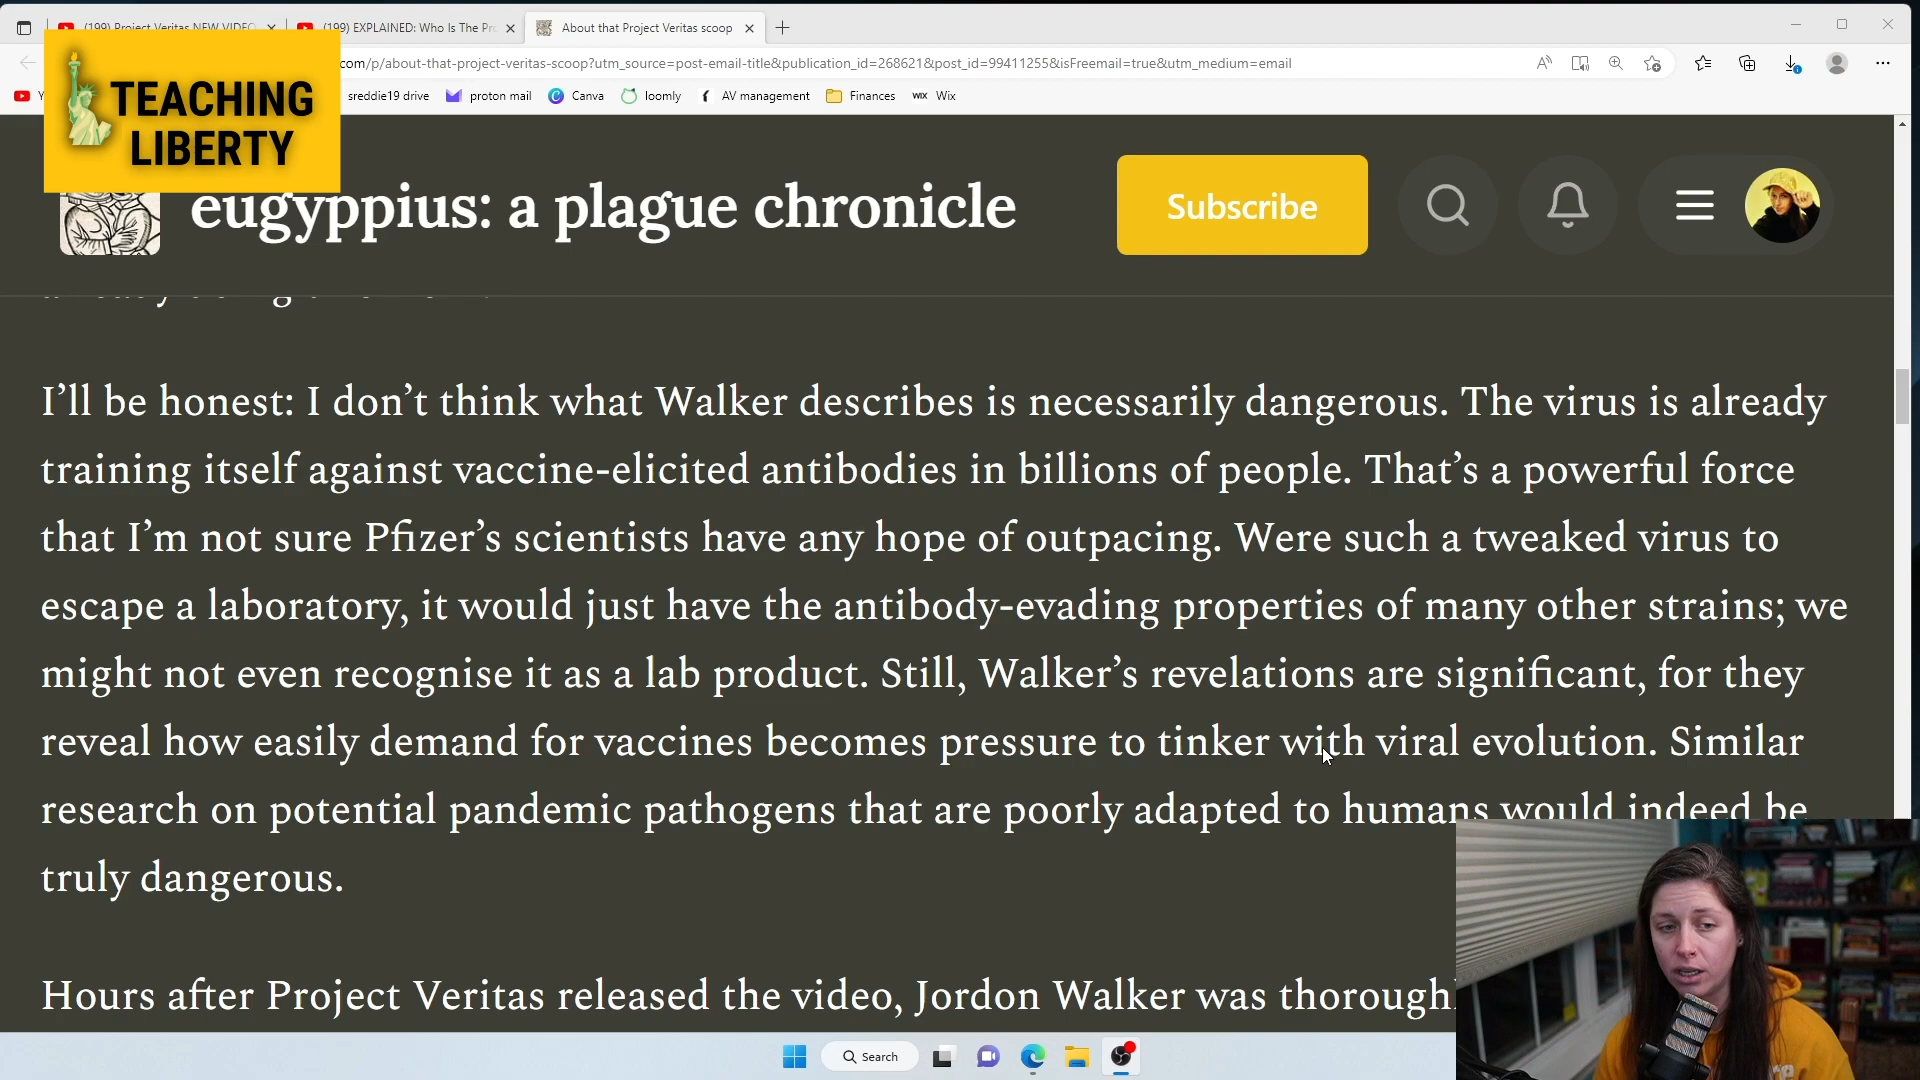 (199) Project Veritas NEW VIDEO
(199) EXPLAINED: Who Is The Pr
About that Project Veritas scoop
com/p/about-that-project-veritas-scoop?utm_source=post-email-title&publication_id=268621&post_id=99411255&isFreemail=true&utm_medium=email
Y
sreddie19 drive
proton mail
Canva
loomly
AV management
Finances
WIX Wix
TEACHING
LIBERTY
eugyppius: a plague chronicle
Subscribe
I’ll be honest: I don’t think what Walker describes is necessarily dangerous. The virus is already
training itself against vaccine-elicited antibodies in billions of people. That’s a powerful force
that I’m not sure Pfizer’s scientists have any hope of outpacing. Were such a tweaked virus to
escape a laboratory, it would just have the antibody-evading properties of many other strains; we
might not even recognise it as a lab product. Still, Walker’s revelations are significant, for they
reveal how easily demand for vaccines becomes pressure to tinker with viral evolution. Similar
research on potential pandemic pathogens that are poorly adapted to humans would indeed be
truly dangerous.
Hours after Project Veritas released the video, Jordon Walker was thorough
Search